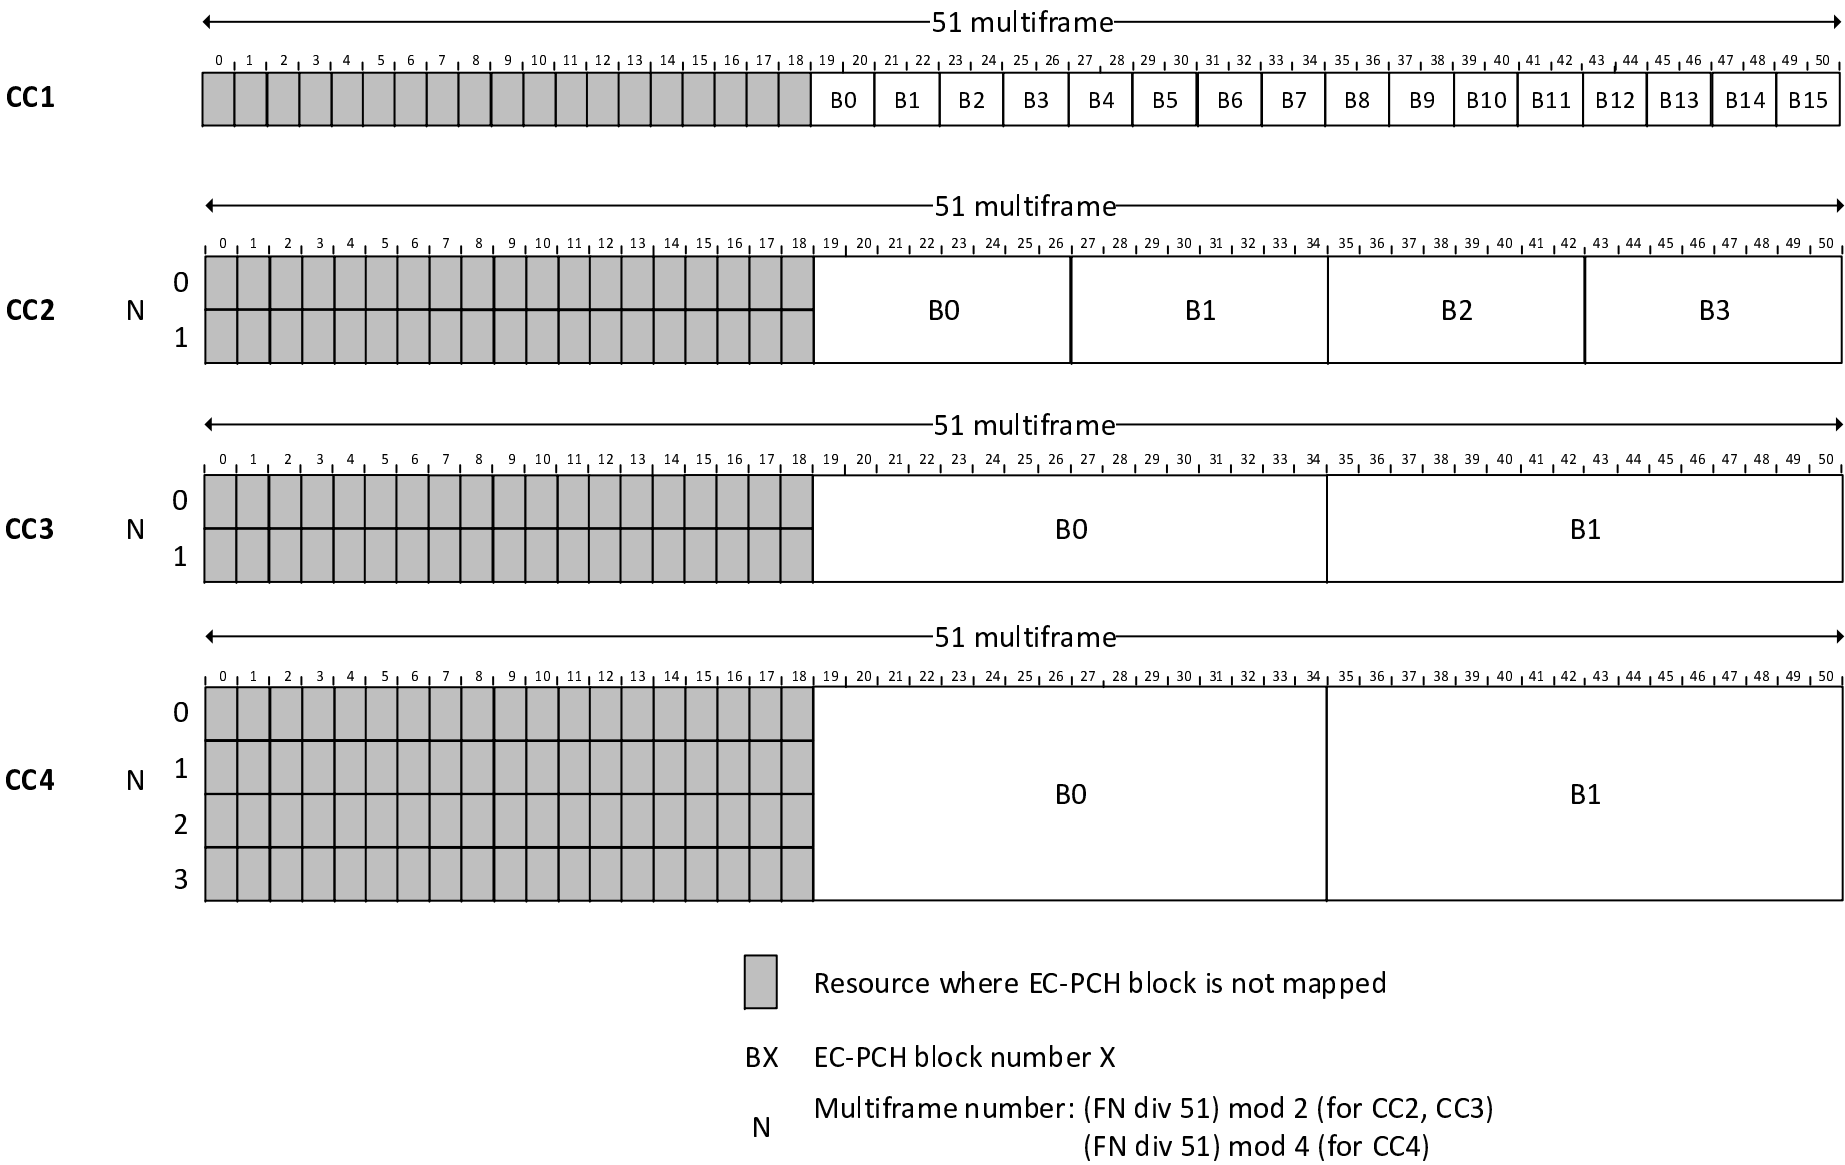 51 multiframe
0 1 2 3 4 5 6 7 8 9 10 11 12 13 14 15 16 17 18 19 20 21 22 23 24 25 26 27 28 29 30 31 32 33 34 35 36 37 38 39 40 41 42 43 44 45 46 47 48 49 50
CC1 B0 B1 B2 B3 B4 B5 B6 B7 B8 B9 B10 B11 B12 B13 B14 B15
51 multiframe
0 1 2 3 4 5 6 7 8 9 10 11 12 13 14 15 16 17 18 19 20 21 22 23 24 25 26 27 28 29 30 31 32 33 34 35 36 37 38 39 40 41 42 43 44 45 46 47 48 49 50
0
CC2 N B0 B1 B2 B3
1
51 multiframe
0 1 2 3 4 5 6 7 8 9 10 11 12 13 14 15 16 17 18 19 20 21 22 23 24 25 26 27 28 29 30 31 32 33 34 35 36 37 38 39 40 41 42 43 44 45 46 47 48 49 50
0
CC3 N B0 B1
1
51 multiframe
0 1 2 3 4 5 6 7 8 9 10 11 12 13 14 15 16 17 18 19 20 21 22 23 24 25 26 27 28 29 30 31 32 33 34 35 36 37 38 39 40 41 42 43 44 45 46 47 48 49 50
0
1
CC4 N B0 B1
2
3
Resource where EC-PCH block is not mapped
BX EC-PCH block number X
N Multiframe number: (FN div 51) mod 2 (for CC2, CC3)
(FN div 51) mod 4 (for CC4)